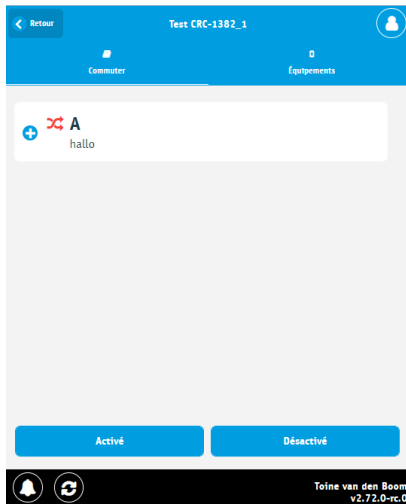 Retour
Test CRC-1382_1
Commuter
Équipements
A
hallo
Activé
Désactivé
Toine van den Boom
v2.72.0-rc.0